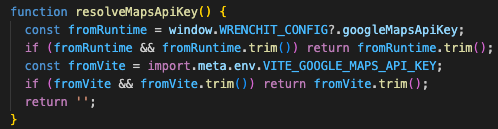 function resolveMapsApiKey() {
  const fromRuntime = window.WRENCHIT_CONFIG?.googleMapsApiKey;
  if (fromRuntime && fromRuntime.trim()) return fromRuntime.trim();
  const fromVite = import.meta.env.VITE_GOOGLE_MAPS_API_KEY;
  if (fromVite && fromVite.trim()) return fromVite.trim();
  return '';
}